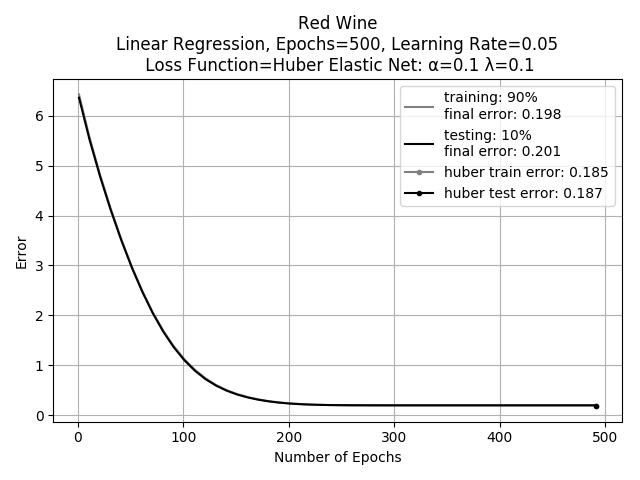 Red Wine
Linear Regression, Epochs=500, Learning Rate=0.05
Loss Function=Huber Elastic Net: α=0.1 λ=0.1
training: 90%
final error: 0.198
testing: 10%
final error: 0.201
huber train error: 0.185
huber test error: 0.187
Error
6
5
4
3
2
1
0
0 100 200 300 400 500
Number of Epochs